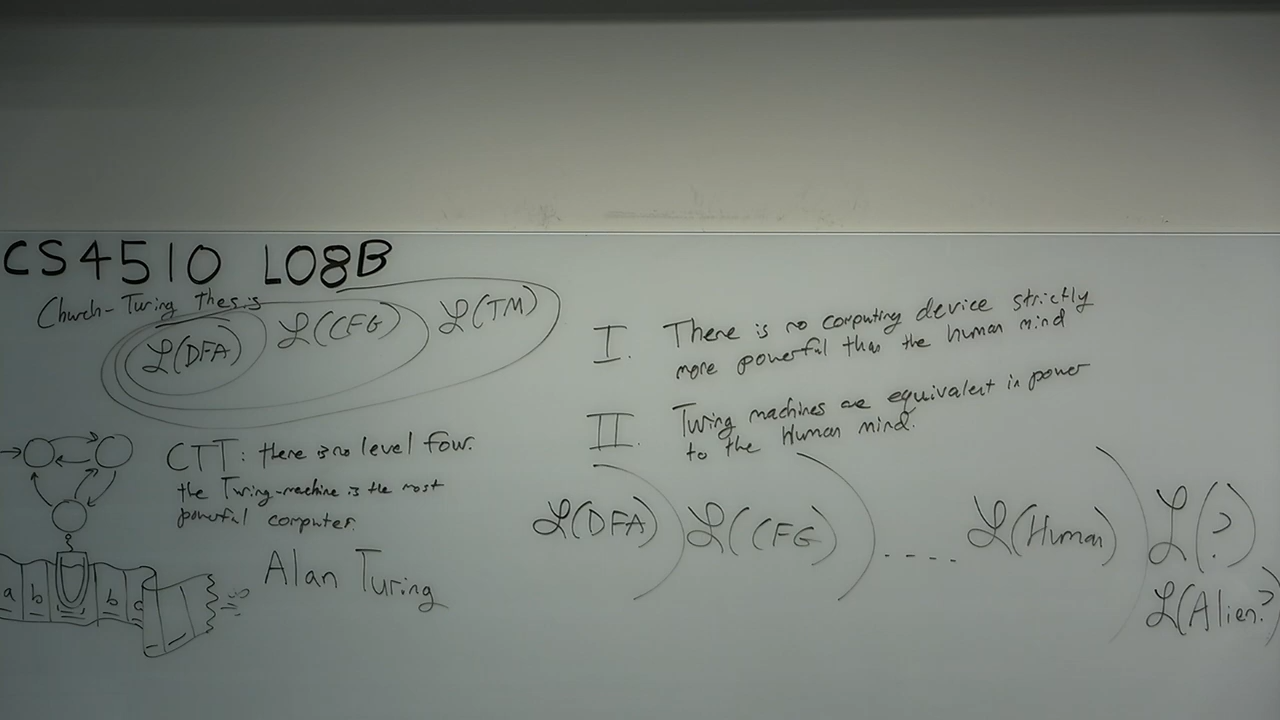 CS4510 L08B
Church-Turing Thesis
L(DFA) L(CFG) L(TM)
CTT: there is no level four.
the Turing-machine is the most
powerful computer.
Alan Turing
a b b
I. There is no computing device strictly
more powerful than the human mind
II. Turing machines are equivalent in power
to the Human mind.
L(DFA) L(CFG) .... L(Human) L(?)
L(Alien?)